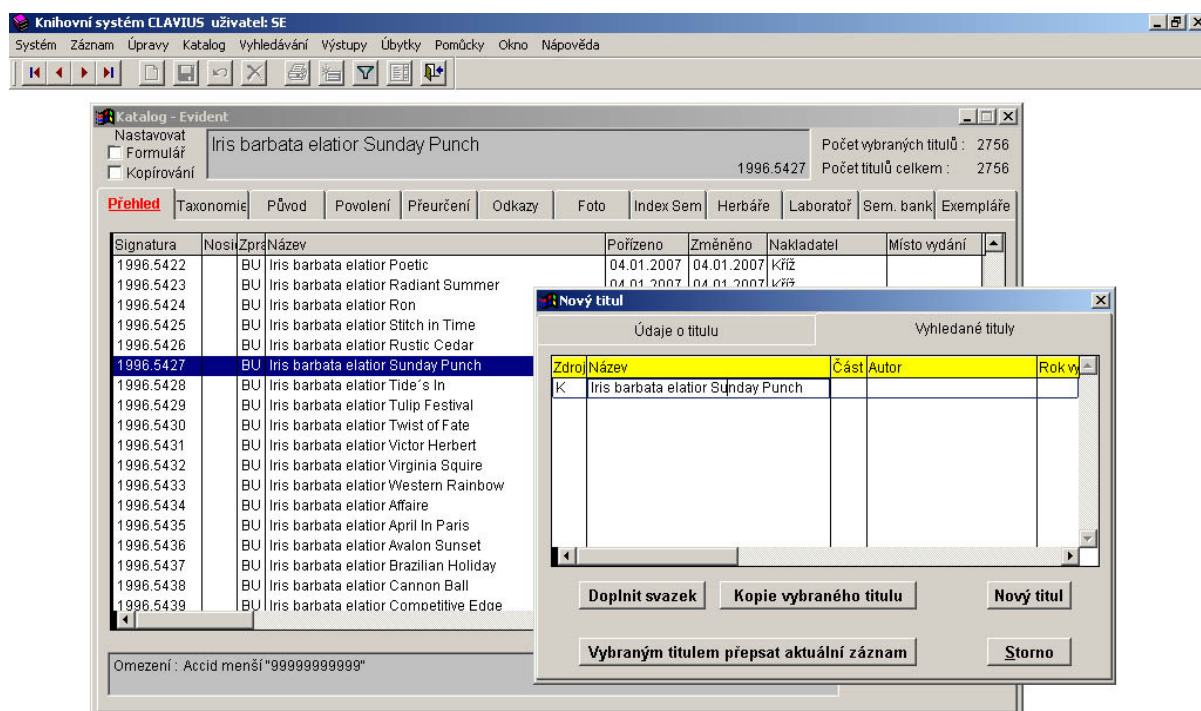 Knihovní systém CLAVIUS uživatel: SE
Systém Záznam Úpravy Katalog Vyhledávání Výstupy Úbytky Pomůcky Okno Nápověda
Katalog - Evident
Nastavovat
Formulář
Kopírování
Iris barbata elatior Sunday Punch
1996.5427
Počet vybraných titulů : 2756
Počet titulů celkem : 2756
Přehled Taxonomie Původ Povolení Přeurčení Odkazy Foto Index Sem Herbáře Laboratoř Sem. bank Exempláře
Signatura Nosič Zpra Název Pořízeno Změněno Nakladatel Místo vydání
1996.5422 BU Iris barbata elatior Poetic 04.01.2007 04.01.2007 Kříž
1996.5423 BU Iris barbata elatior Radiant Summer 04.01.2007 04.01.2007 Kříž
1996.5424 BU Iris barbata elatior Ron
1996.5425 BU Iris barbata elatior Stitch in Time
1996.5426 BU Iris barbata elatior Rustic Cedar
1996.5427 BU Iris barbata elatior Sunday Punch
1996.5428 BU Iris barbata elatior Tide´s In
1996.5429 BU Iris barbata elatior Tulip Festival
1996.5430 BU Iris barbata elatior Twist of Fate
1996.5431 BU Iris barbata elatior Victor Herbert
1996.5432 BU Iris barbata elatior Virginia Squire
1996.5433 BU Iris barbata elatior Western Rainbow
1996.5434 BU Iris barbata elatior Affaire
1996.5435 BU Iris barbata elatior April In Paris
1996.5436 BU Iris barbata elatior Avalon Sunset
1996.5437 BU Iris barbata elatior Brazilian Holiday
1996.5438 BU Iris barbata elatior Cannon Ball
1996.5439 BU Iris barbata elatior Competitive Edge
Omezení : Accid menší "99999999999"
Nový titul
Údaje o titulu Vyhledané tituly
Zdroj Název Část Autor Rok vy
K Iris barbata elatior Sunday Punch
Doplnit svazek Kopie vybraného titulu Nový titul
Vybraným titulem přepsat aktuální záznam Storno